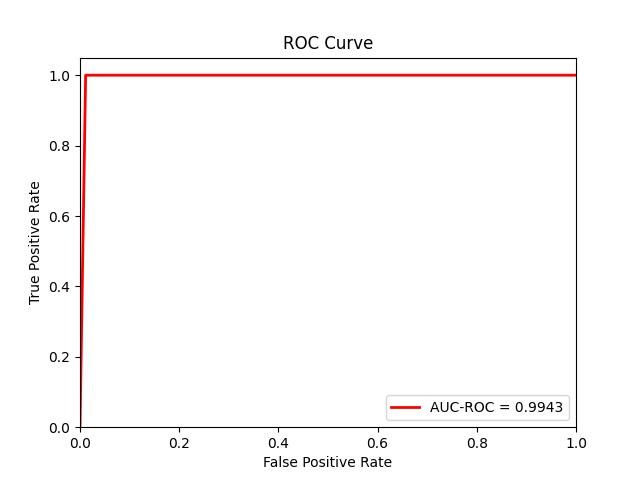 ROC Curve
True Positive Rate
1.0
0.8
0.6
0.4
0.2
0.0
0.0 0.2 0.4 0.6 0.8 1.0
False Positive Rate
AUC-ROC = 0.9943